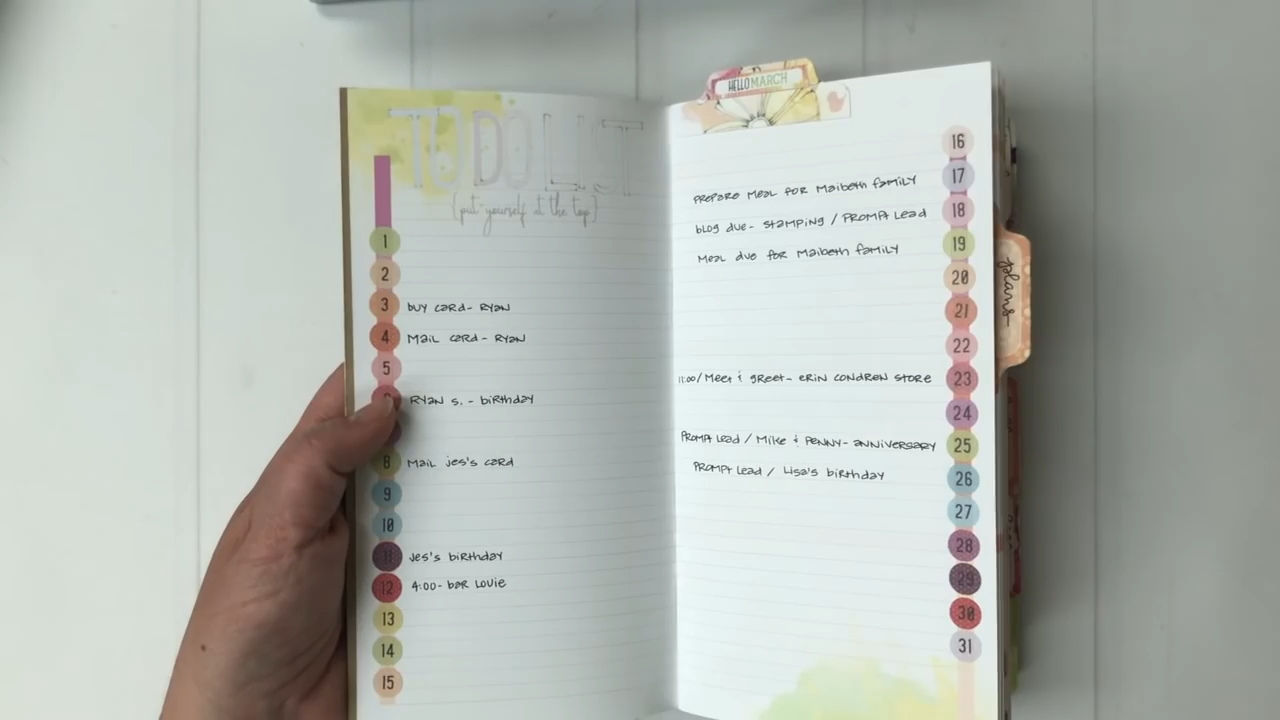 TO DO LIST
{put yourself at the top}
1
2
3 buy card- Ryan
4 Mail card- Ryan
5
Ryan s. - birthday
8 Mail jes's card
9
10
11 jes's birthday
12 4:00- bar Louie
13
14
15
HELLO MARCH
16
17 prepare meal for Maibeth family
18 blog due- stamping / PROMPt Lead
19 Meal due for Maibeth family
20
21
22
23 11:00/Meet & greet- erin condren store
24
25 PROMPt Lead / Mike & Penny- anniversary
26 PROMPt Lead / Lisa's birthday
27
28
29
30
31
plans